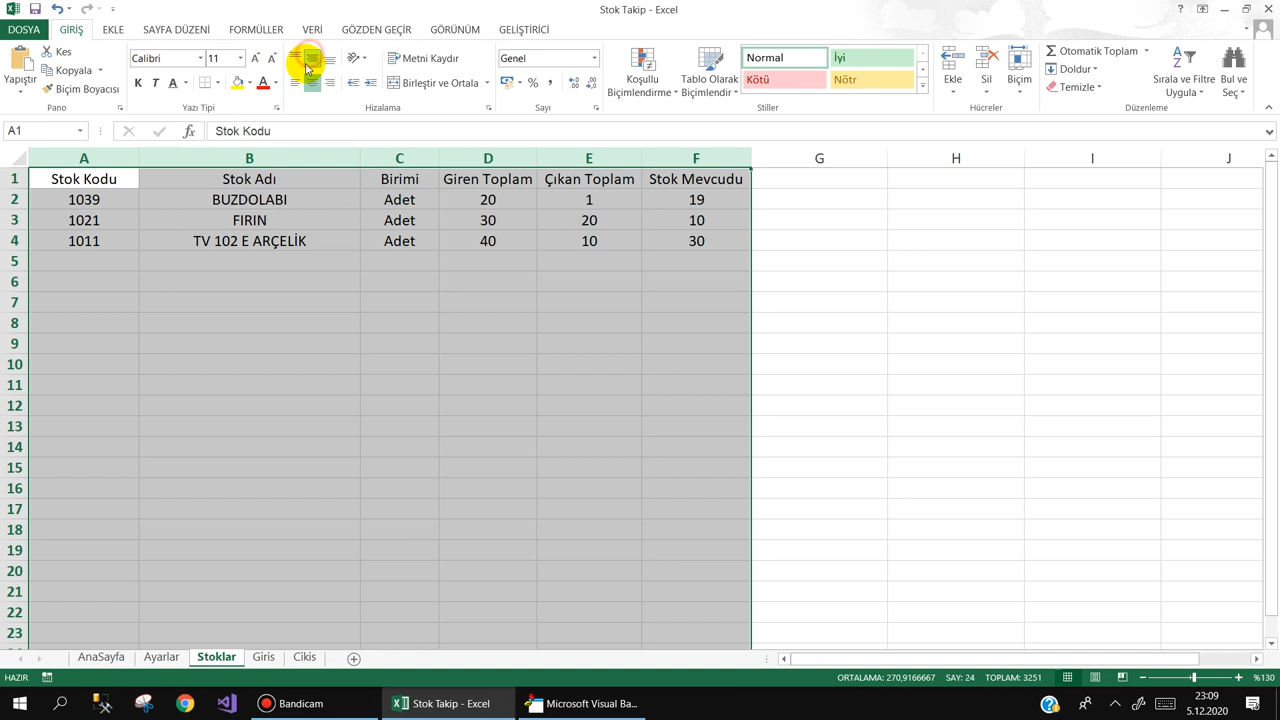 Stok Takip - Excel
DOSYA GİRİŞ EKLE SAYFA DÜZENİ FORMÜLLER VERİ GÖZDEN GEÇİR GÖRÜNÜM GELİŞTİRİCİ
Yapıştır
Kes
Kopyala
Biçim Boyacısı
Calibri 11
K T A
Metni Kaydır
Birleştir ve Ortala
Genel
Koşullu Biçimlendirme
Tablo Olarak Biçimlendir
Normal İyi
Kötü Nötr
Ekle Sil Biçim
Otomatik Toplam
Doldur
Temizle
Sırala ve Filtre Uygula
Bul ve Seç
Pano Yazı Tipi Hizalama Sayı Stiller Hücreler Düzenleme
A1 fx Stok Kodu
A B C D E F G H I J
1 Stok Kodu Stok Adı Birimi Giren Toplam Çıkan Toplam Stok Mevcudu
2 1039 BUZDOLABI Adet 20 1 19
3 1021 FIRIN Adet 30 20 10
4 1011 TV 102 E ARÇELİK Adet 40 10 30
5
6
7
8
9
10
11
12
13
14
15
16
17
18
19
20
21
22
23
AnaSayfa Ayarlar Stoklar Giris Cikis
HAZIR ORTALAMA: 270,9166667 SAY: 24 TOPLAM: 3251 %130
Bandicam Stok Takip - Excel Microsoft Visual Ba... 23:09
5.12.2020